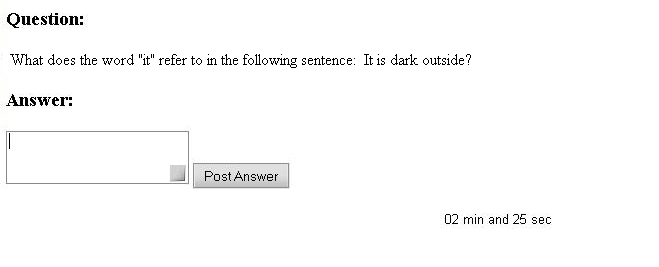 Question:
What does the word "it" refer to in the following sentence: It is dark outside?
Answer:
Post Answer
02 min and 25 sec